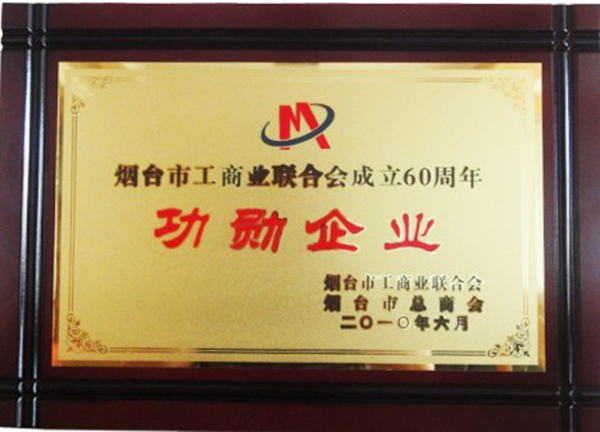 烟台市工商业联合会成立60周年
功勋企业
烟台市工商业联合会
烟台市总商会
二〇一〇年六月